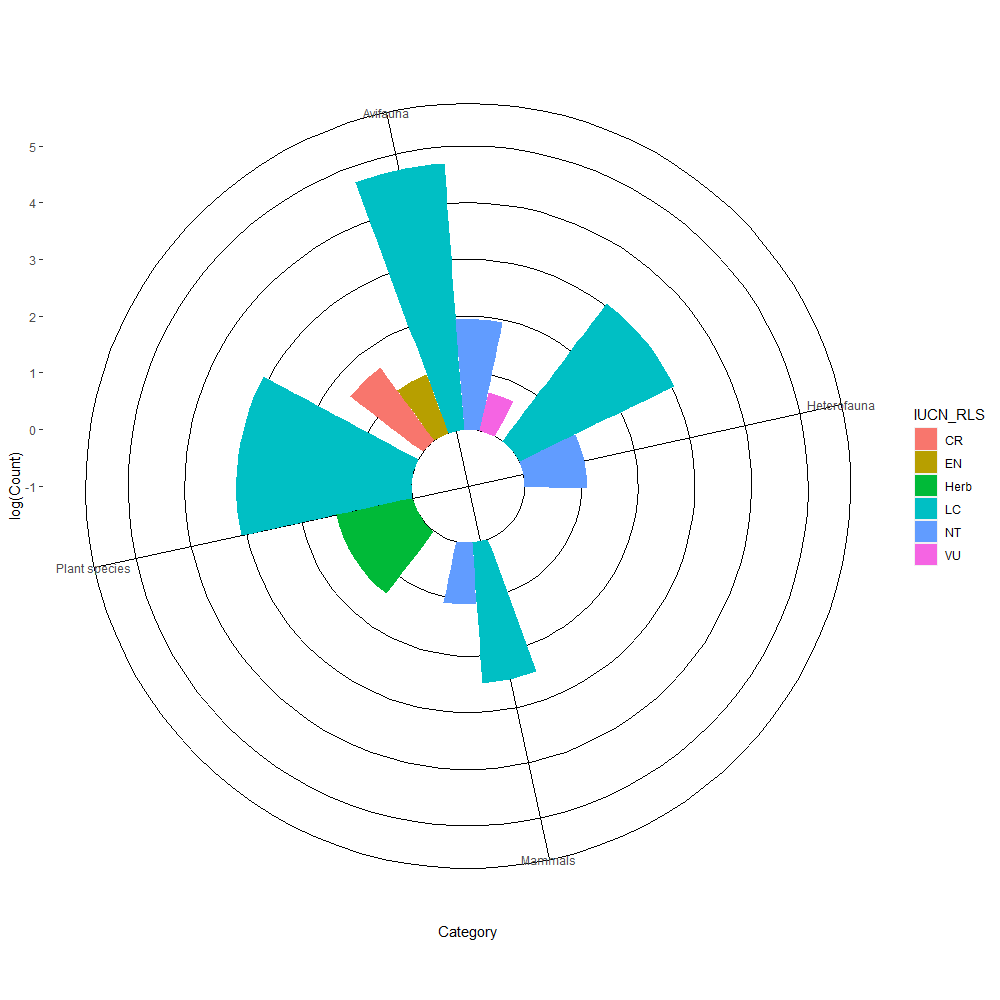 Avifauna
5
4
3
2
1
0
-1
log(Count)
Heterofauna
Plant species
Mammals
Category
IUCN_RLS
CR
EN
Herb
LC
NT
VU